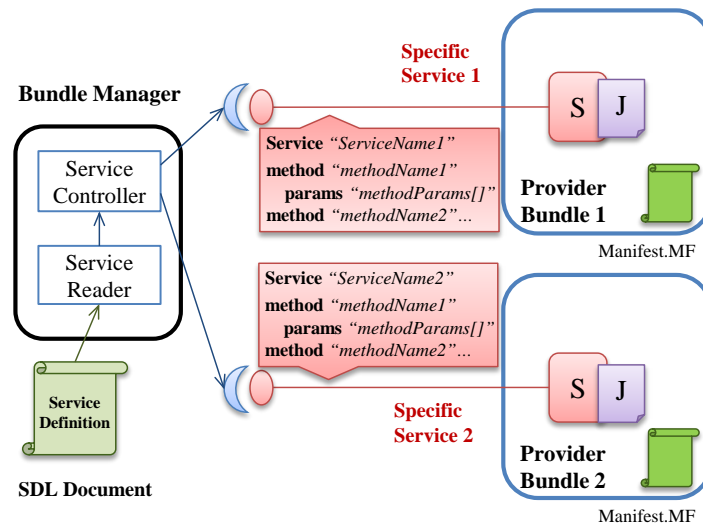 Bundle Manager
Service
Controller
Service
Reader
Service
Definition
SDL Document
Specific
Service 1
Service “ServiceName1”
method “methodName1”
params “methodParams[]”
method “methodName2”...
S
J
Provider
Bundle 1
Manifest.MF
Service “ServiceName2”
method “methodName1”
params “methodParams[]”
method “methodName2”...
Specific
Service 2
S
J
Provider
Bundle 2
Manifest.MF